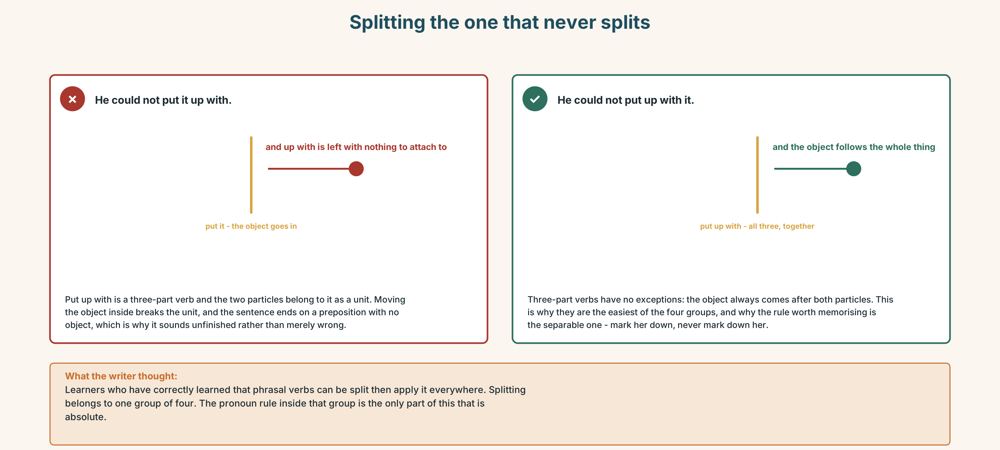 Splitting the one that never splits
He could not put it up with.
and up with is left with nothing to attach to
put it - the object goes in
Put up with is a three-part verb and the two particles belong to it as a unit. Moving
the object inside breaks the unit, and the sentence ends on a preposition with no
object, which is why it sounds unfinished rather than merely wrong.
He could not put up with it.
and the object follows the whole thing
put up with - all three, together
Three-part verbs have no exceptions: the object always comes after both particles. This
is why they are the easiest of the four groups, and why the rule worth memorising is
the separable one - mark her down, never mark down her.
What the writer thought:
Learners who have correctly learned that phrasal verbs can be split then apply it everywhere. Splitting
belongs to one group of four. The pronoun rule inside that group is the only part of this that is
absolute.